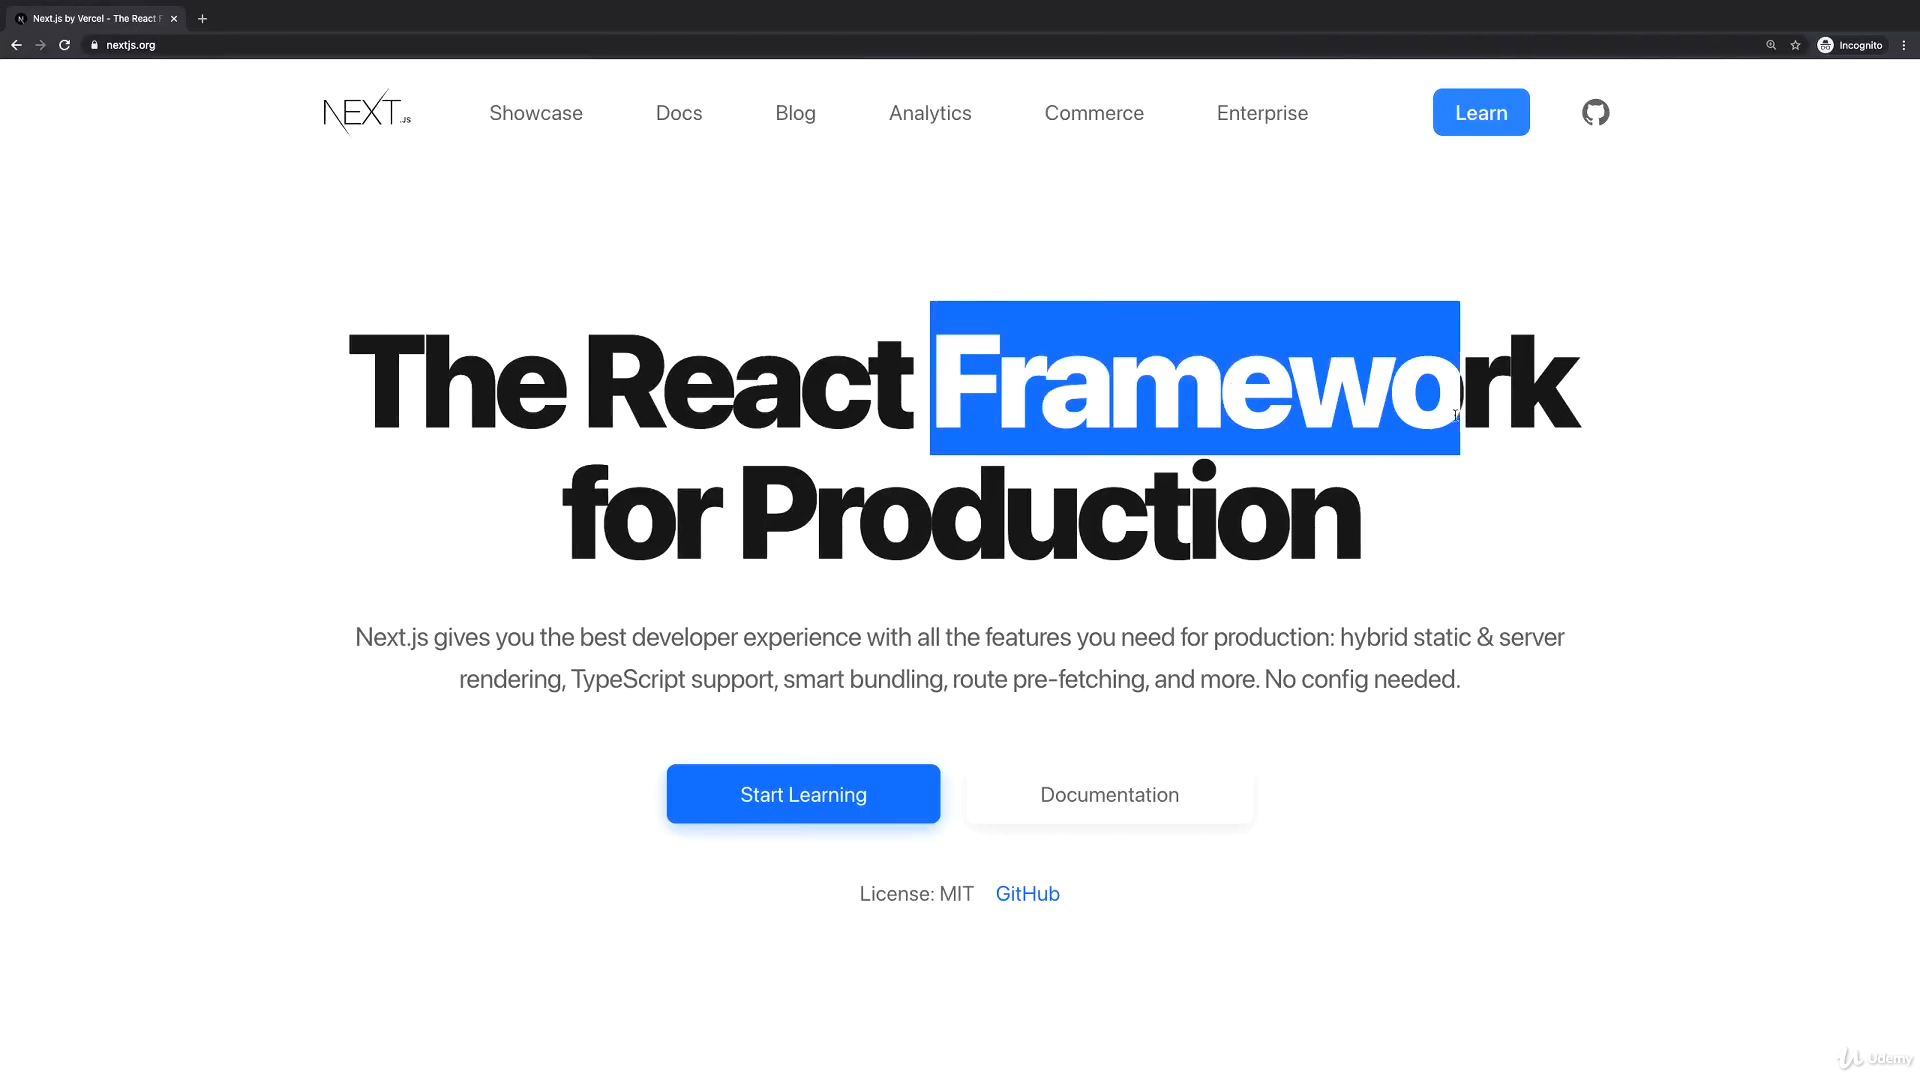 Next.js by Vercel - The React F
nextjs.org
Incognito
NEXT.JS
Showcase
Docs
Blog
Analytics
Commerce
Enterprise
Learn
The React Framework
for Production
Next.js gives you the best developer experience with all the features you need for production: hybrid static & server
rendering, TypeScript support, smart bundling, route pre-fetching, and more. No config needed.
Start Learning
Documentation
License: MIT
GitHub
Udemy